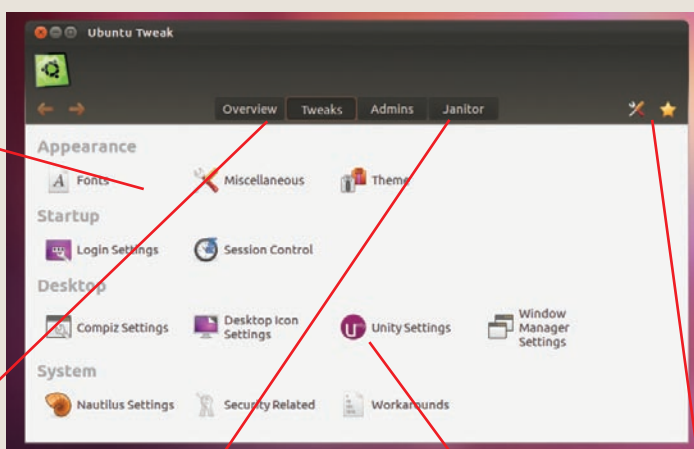 Ubuntu Tweak
Overview Tweaks Admins Janitor
Appearance
Fonts Miscellaneous Theme
Startup
Login Settings Session Control
Desktop
Compiz Settings Desktop Icon Settings Unity Settings Window Manager Settings
System
Nautilus Settings Security Related Workarounds